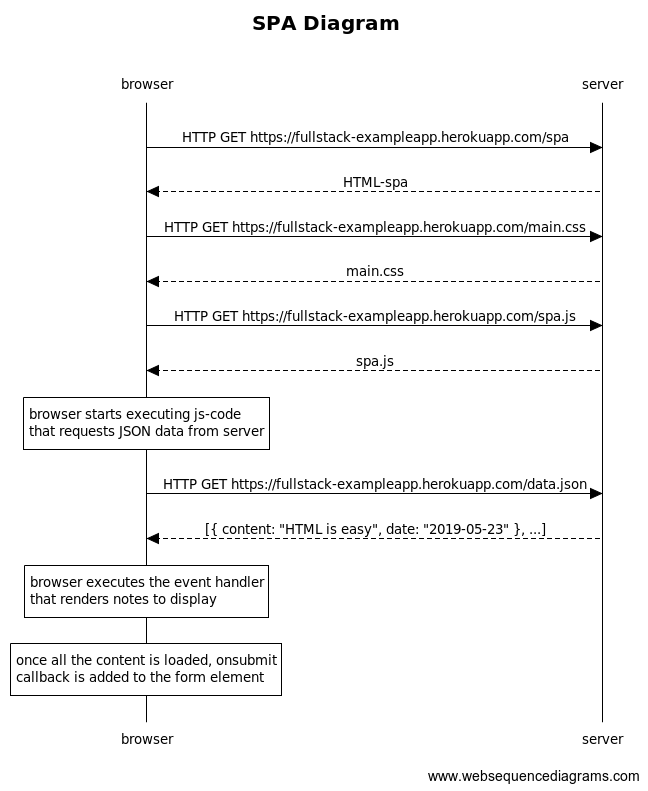 SPA Diagram
browser
server
HTTP GET https://fullstack-exampleapp.herokuapp.com/spa
HTML-spa
HTTP GET https://fullstack-exampleapp.herokuapp.com/main.css
main.css
HTTP GET https://fullstack-exampleapp.herokuapp.com/spa.js
spa.js
browser starts executing js-code
that requests JSON data from server
HTTP GET https://fullstack-exampleapp.herokuapp.com/data.json
[{ content: "HTML is easy", date: "2019-05-23" }, ...]
browser executes the event handler
that renders notes to display
once all the content is loaded, onsubmit
callback is added to the form element
browser
server
www.websequencediagrams.com